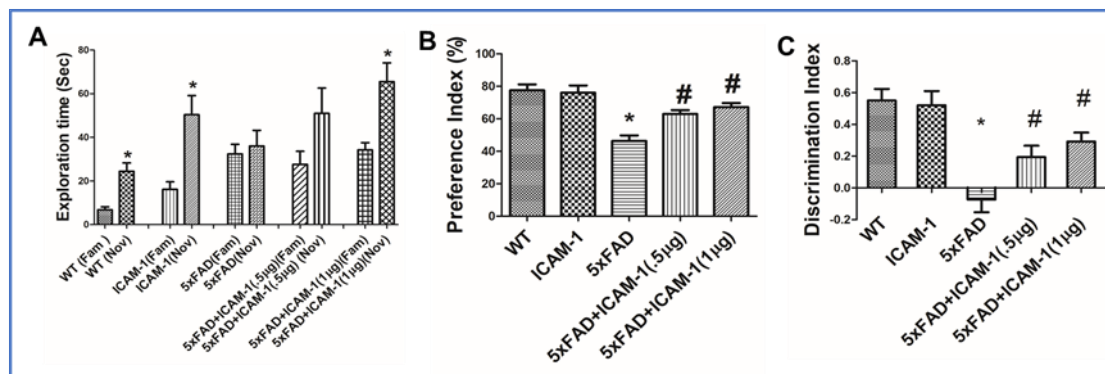 A
Exploration time (Sec)
80
60
40
20
0
*
*
*
WT (Fam )
WT (Nov)
ICAM-1(Fam)
ICAM-1(Nov)
5xFAD(Fam)
5xFAD(Nov)
5xFAD+ICAM-1(.5µg)(Fam)
5xFAD+ICAM-1(.5µg) (Nov)
5xFAD+ICAM-1(1µg)(Fam)
5xFAD+ICAM-1(1µg)(Nov)
B
Preference Index (%)
100
80
60
40
20
0
*
#
#
WT
ICAM-1
5xFAD
5xFAD+ICAM-1(.5µg)
5xFAD+ICAM-1(1µg)
C
Discrimination Index
0.8
0.6
0.4
0.2
0.0
-0.2
*
#
#
WT
ICAM-1
5xFAD
5xFAD+ICAM-1(.5µg)
5xFAD+ICAM-1(1µg)